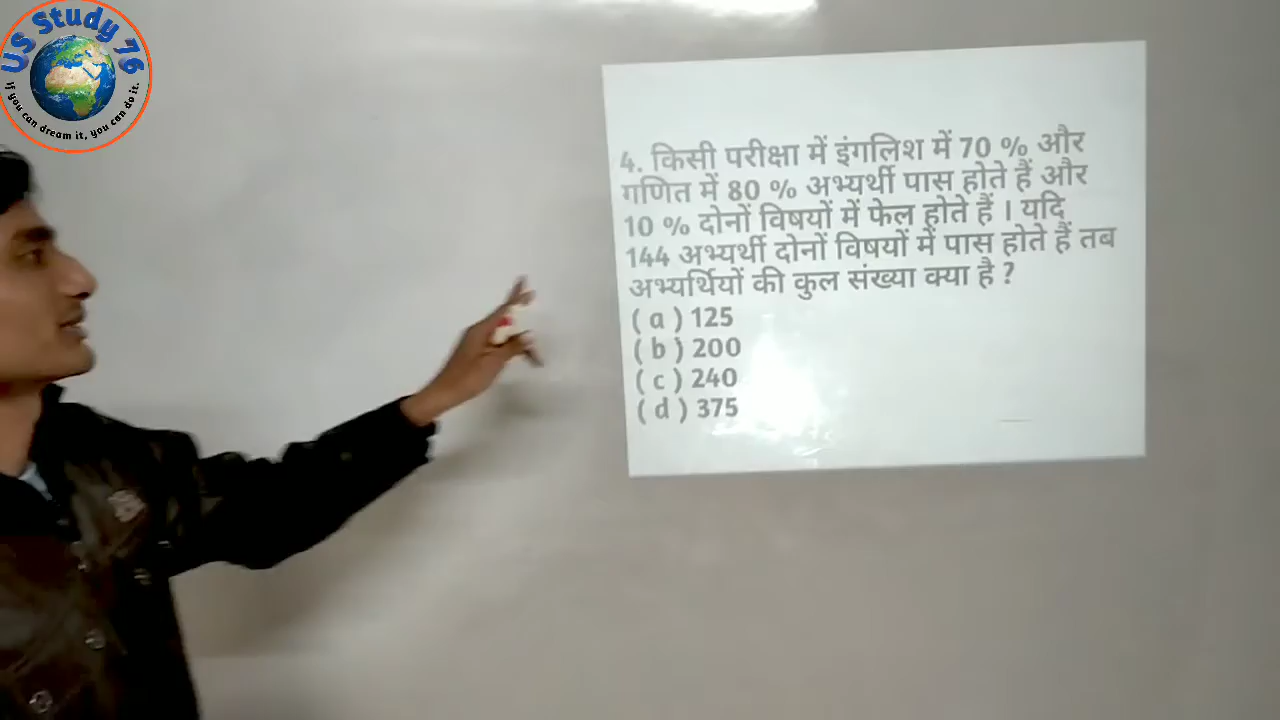 US Study 76
If you can dream it, you can do it.
4. किसी परीक्षा में इंगलिश में 70 % और
गणित में 80 % अभ्यर्थी पास होते हैं और
10 % दोनों विषयों में फेल होते हैं । यदि
144 अभ्यर्थी दोनों विषयों में पास होते हैं तब
अभ्यर्थियों की कुल संख्या क्या है ?
( a ) 125
( b ) 200
( c ) 240
( d ) 375